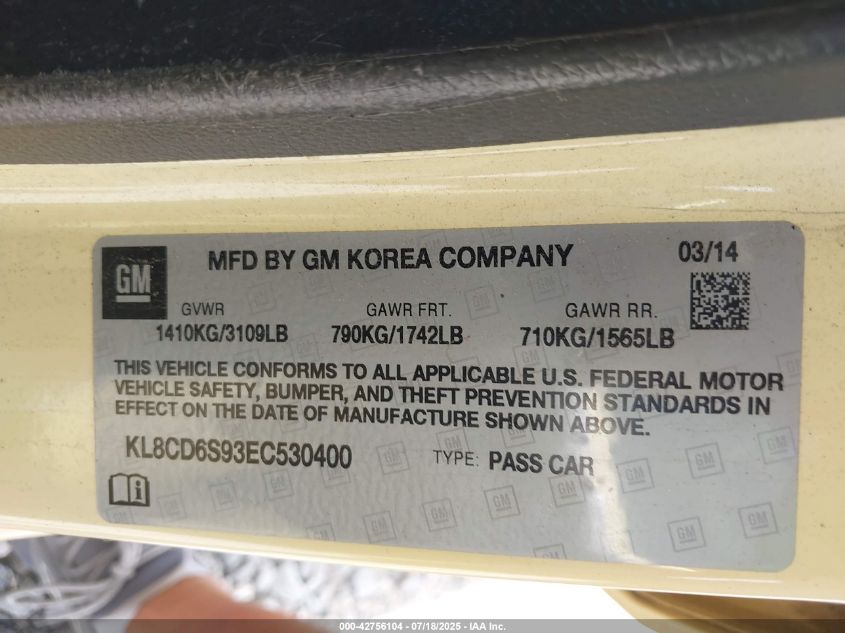 GM
MFD BY GM KOREA COMPANY
03/14
GVWR GAWR FRT. GAWR RR.
1410KG/3109LB 790KG/1742LB 710KG/1565LB
THIS VEHICLE CONFORMS TO ALL APPLICABLE U.S. FEDERAL MOTOR
VEHICLE SAFETY, BUMPER, AND THEFT PREVENTION STANDARDS IN
EFFECT ON THE DATE OF MANUFACTURE SHOWN ABOVE.
KL8CD6S93EC530400 TYPE: PASS CAR
000-42756104 / 07/18/2025 - IAA Inc.